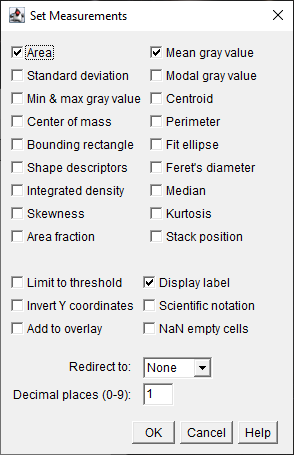 Set Measurements
Area Mean gray value
Standard deviation Modal gray value
Min & max gray value Centroid
Center of mass Perimeter
Bounding rectangle Fit ellipse
Shape descriptors Feret's diameter
Integrated density Median
Skewness Kurtosis
Area fraction Stack position
Limit to threshold Display label
Invert Y coordinates Scientific notation
Add to overlay NaN empty cells
Redirect to: None
Decimal places (0-9): 1
OK Cancel Help